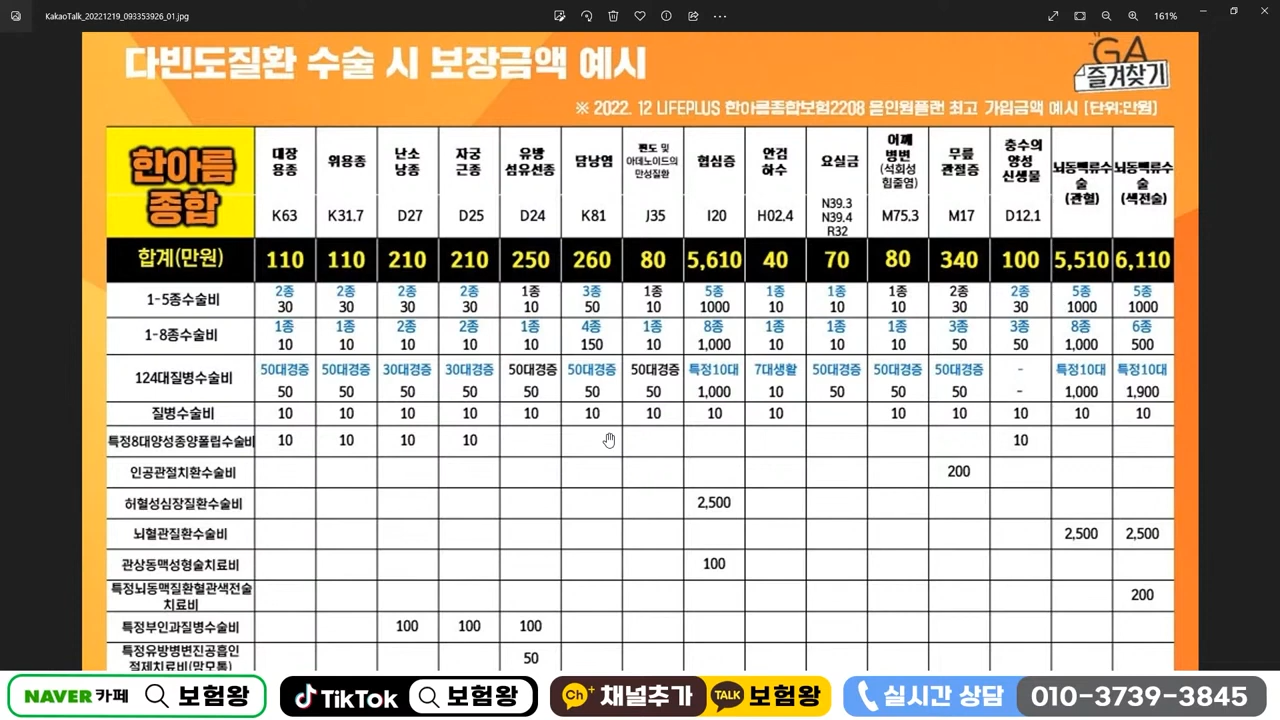 KakaoTalk_20221219_093353926_01.jpg
161%
다빈도질환 수술 시 보장금액 예시
GA
즐겨찾기
※ 2022. 12 LIFEPLUS 한아름종합보험2208 올인원플랜 최고 가입금액 예시 [단위:만원]
한아름 종합 대장용종 위용종 난소낭종 자궁근종 유방섬유선종 담낭염 편도 및 아데노이드의 만성질환 협심증 안검하수 요실금 어깨병변(석회성힘줄염) 무릎관절증 충수의 양성 신생물 뇌동맥류수술(관혈) 뇌동맥류수술(색전술)
K63 K31.7 D27 D25 D24 K81 J35 I20 H02.4 N39.3 N39.4 R32 M75.3 M17 D12.1
합계(만원) 110 110 210 210 250 260 80 5,610 40 70 80 340 100 5,510 6,110
1-5종수술비 2종 2종 2종 2종 1종 3종 1종 5종 1종 1종 1종 2종 2종 5종 5종
30 30 30 30 10 50 10 1000 10 10 10 30 30 1000 1000
1-8종수술비 1종 1종 2종 2종 1종 4종 1종 8종 1종 1종 1종 3종 3종 8종 6종
10 10 10 10 10 150 10 1,000 10 10 10 50 50 1,000 500
124대질병수술비 50대경증 50대경증 30대경증 30대경증 50대경증 50대경증 50대경증 특정10대 7대생활 50대경증 50대경증 50대경증 - 특정10대 특정10대
50 50 50 50 50 50 50 1,000 10 50 50 50 - 1,000 1,900
질병수술비 10 10 10 10 10 10 10 10 10 10 10 10 10 10
특정8대양성종양폴립수술비 10 10 10 10 10
인공관절치환수술비 200
허혈성심장질환수술비 2,500
뇌혈관질환수술비 2,500 2,500
관상동맥성형술치료비 100
특정뇌동맥질환혈관색전술
치료비 200
특정부인과질병수술비 100 100 100
특정유방병변진공흡인
절제치료비(맘모톰) 50
NAVER 카페 보험왕 TikTok 보험왕 Ch+ 채널추가 TALK 보험왕 실시간 상담 010-3739-3845